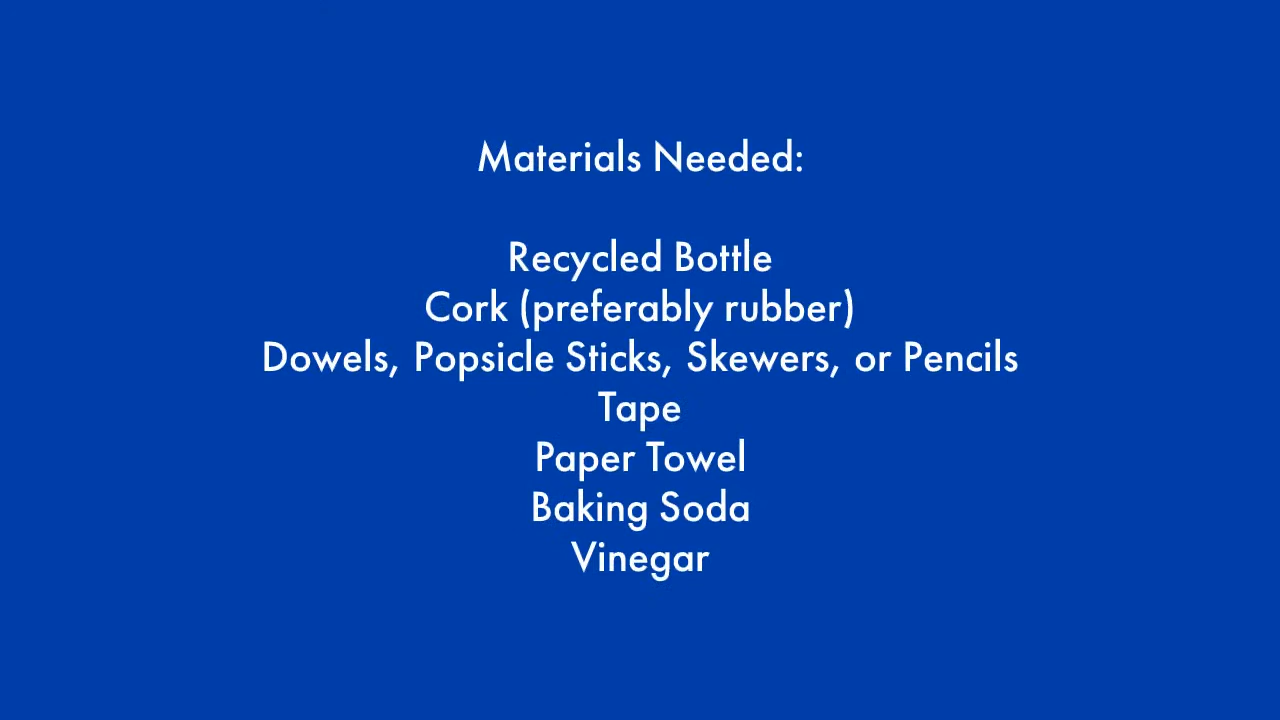 Materials Needed:
Recycled Bottle
Cork (preferably rubber)
Dowels, Popsicle Sticks, Skewers, or Pencils
Tape
Paper Towel
Baking Soda
Vinegar